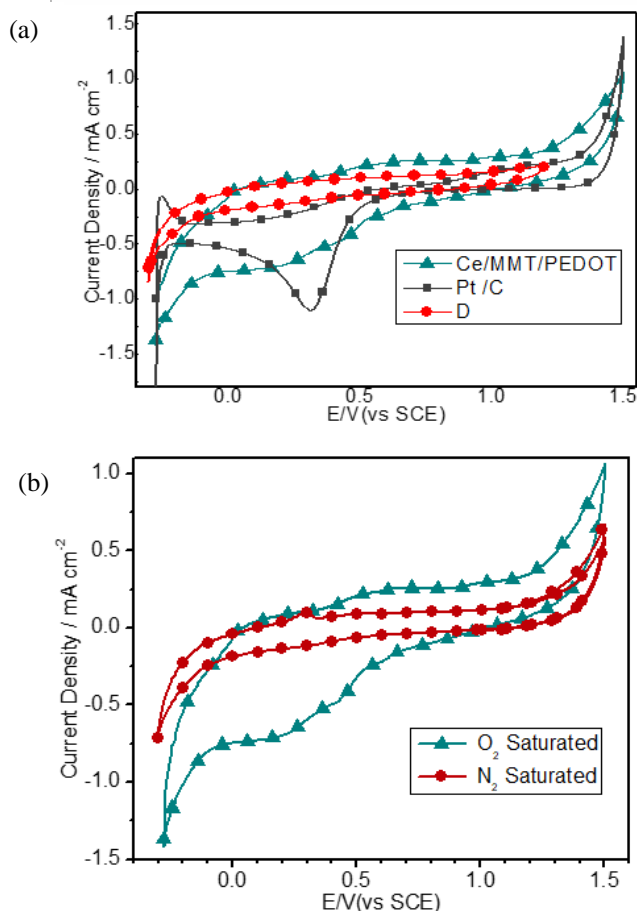 (a)
1.5
1.0
0.5
0.0
-0.5
-1.0
-1.5
Current Density / mA cm-2
Ce/MMT/PEDOT
Pt /C
D
0.0 0.5 1.0 1.5
E/V(vs SCE)
(b)
1.0
0.5
0.0
-0.5
-1.0
-1.5
Current Density / mA cm-2
O2 Saturated
N2 Saturated
0.0 0.5 1.0 1.5
E/V(vs SCE)